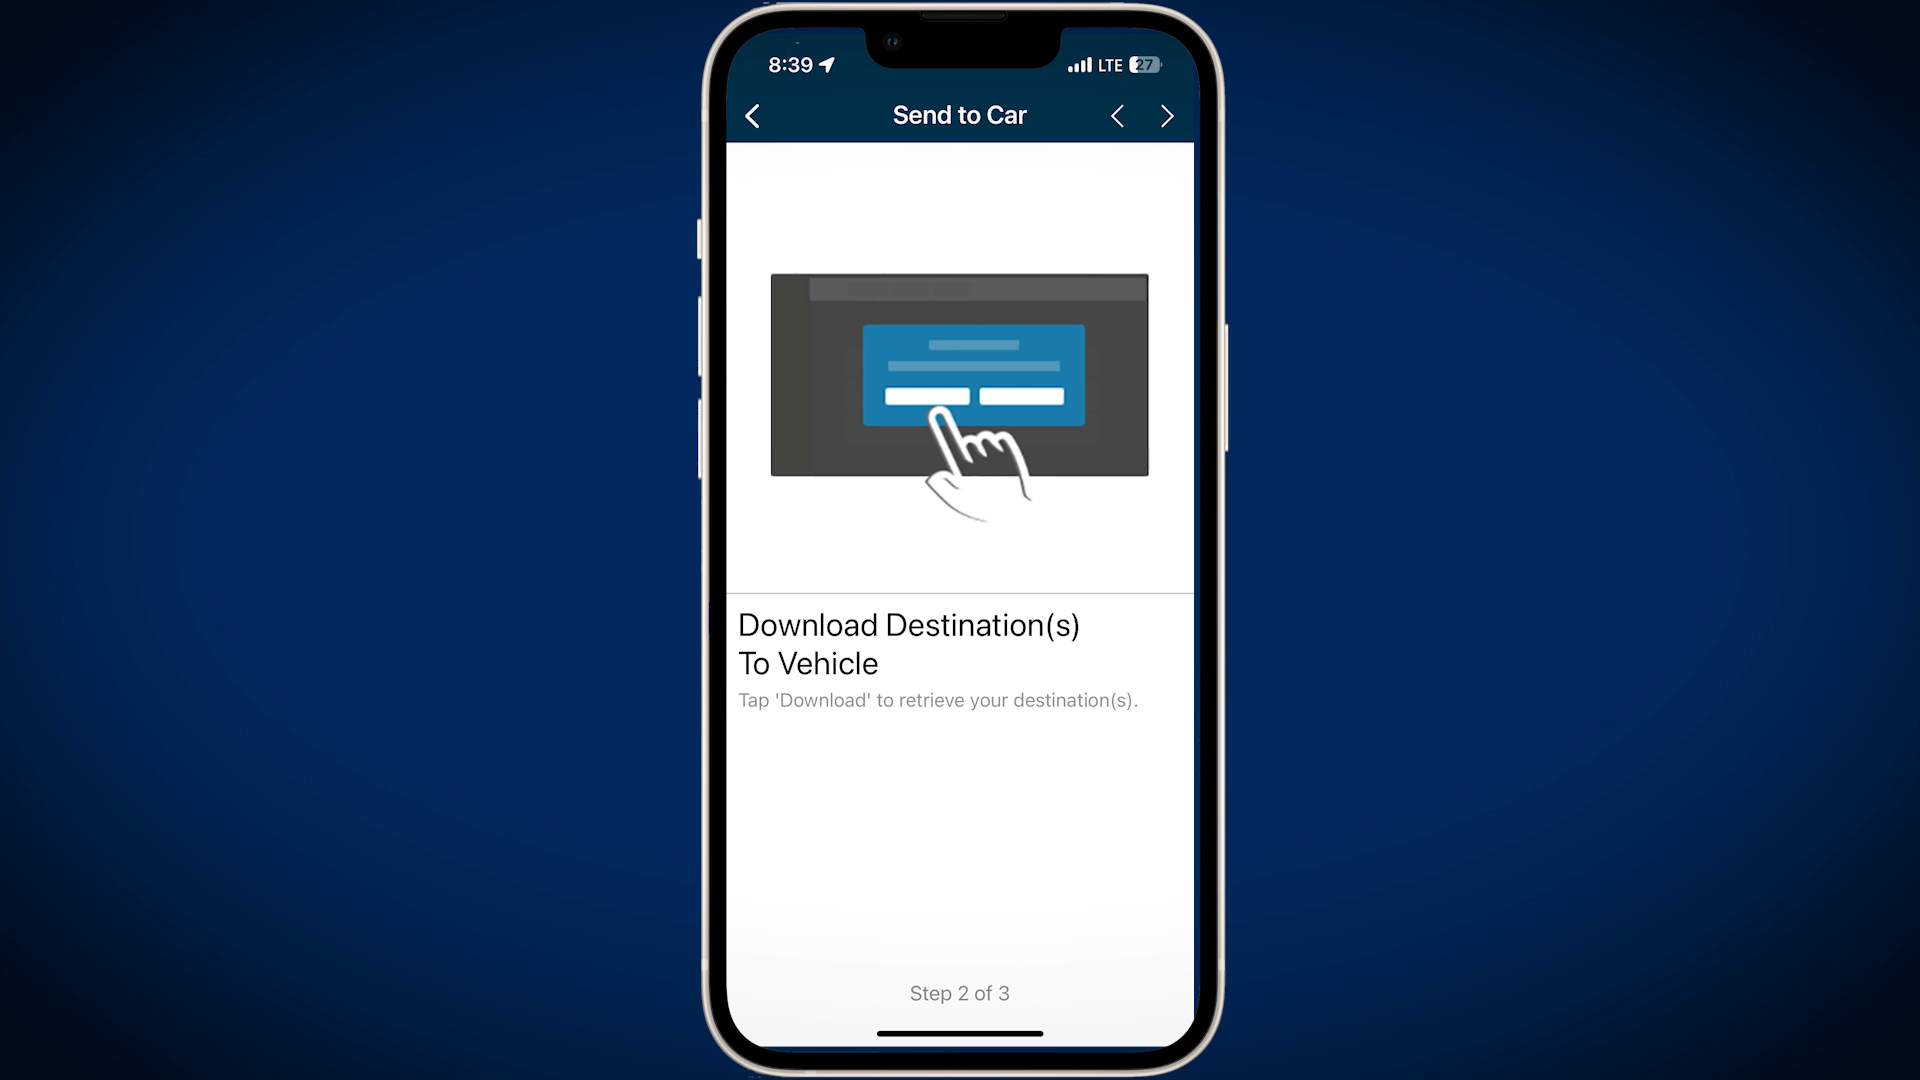 8:39
LTE 27
Send to Car
Download Destination(s)
To Vehicle
Tap 'Download' to retrieve your destination(s).
Step 2 of 3